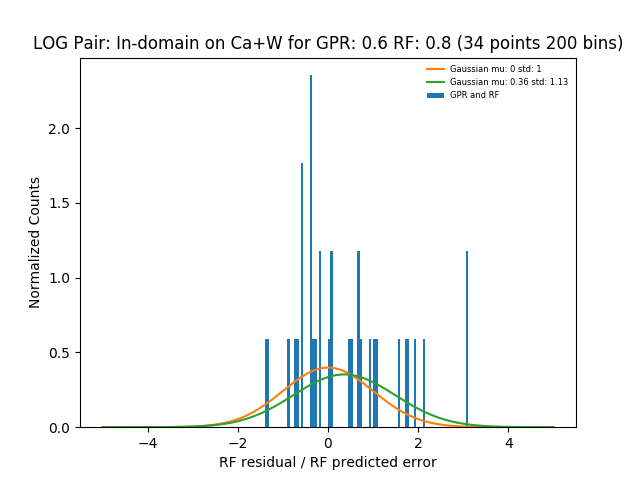 LOG Pair: In-domain on Ca+W for GPR: 0.6 RF: 0.8 (34 points 200 bins)
Gaussian mu: 0 std: 1
Gaussian mu: 0.36 std: 1.13
GPR and RF
Normalized Counts
2.0
1.5
1.0
0.5
0.0
−4 −2 0 2 4
RF residual / RF predicted error